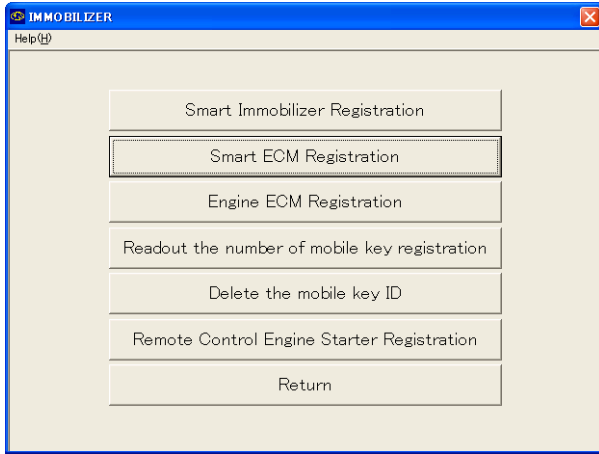 IMMOBILIZER
Help(H)
Smart Immobilizer Registration
Smart ECM Registration
Engine ECM Registration
Readout the number of mobile key registration
Delete the mobile key ID
Remote Control Engine Starter Registration
Return